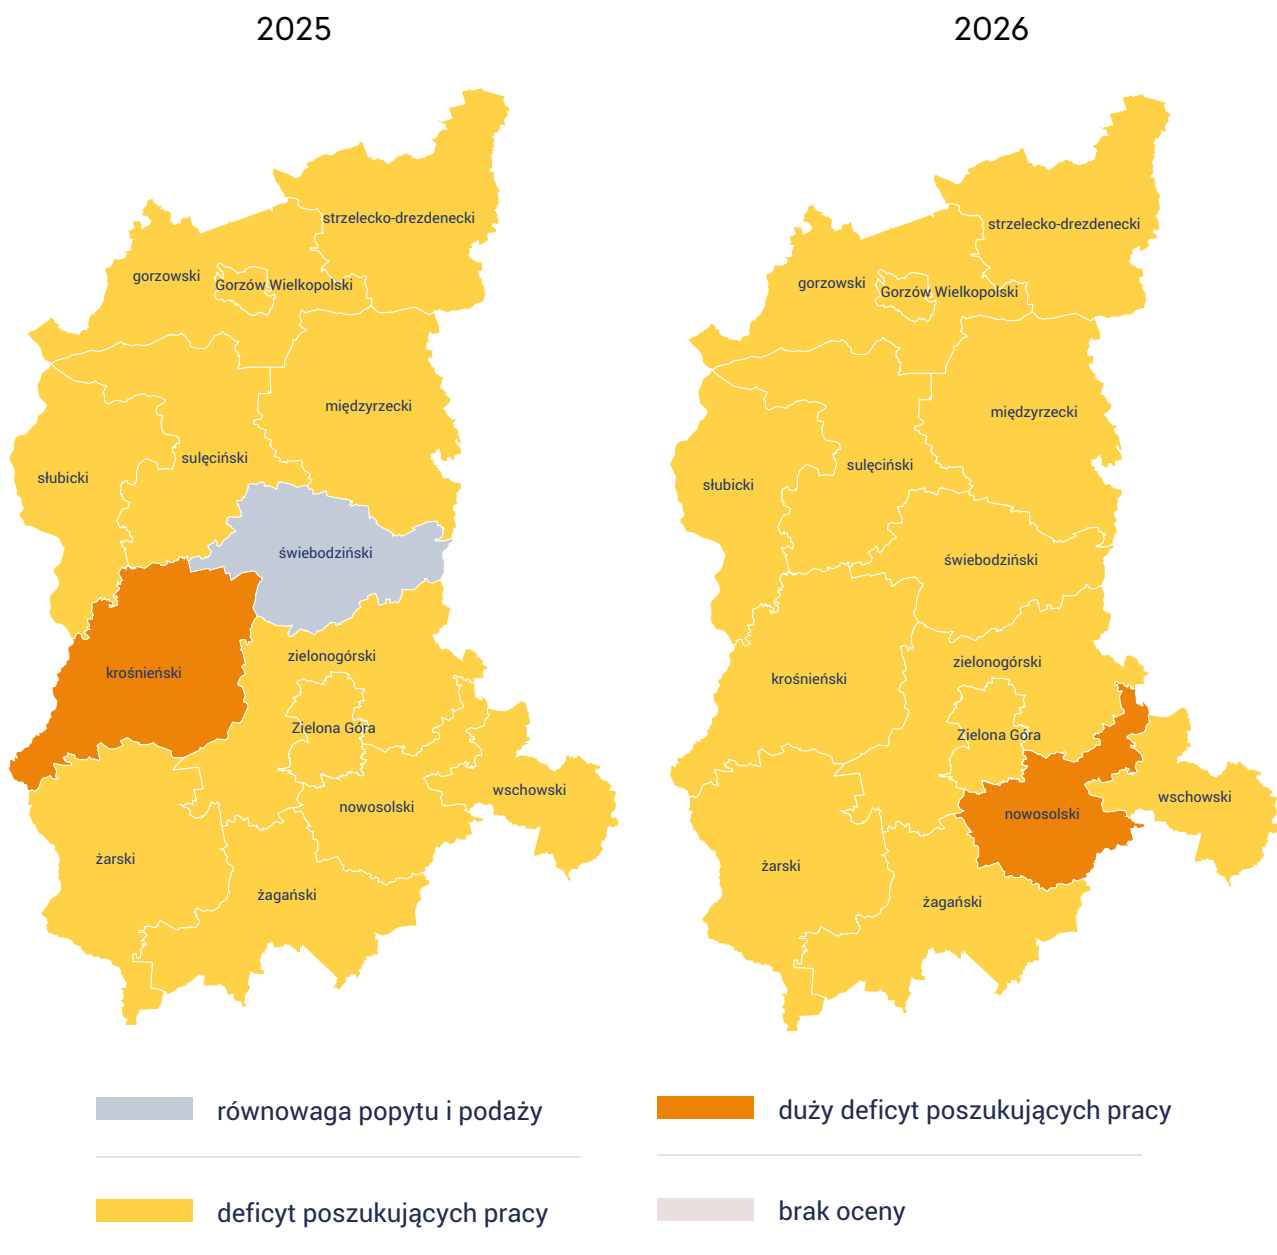 2025
2026
strzelecko-drezdenecki
gorzowski
Gorzów Wielkopolski
międzyrzecki
sulęciński
słubicki
świebodziński
zielonogórski
krośnieński
Zielona Góra
wschowski
nowosolski
żarski
żagański
strzelecko-drezdenecki
gorzowski
Gorzów Wielkopolski
międzyrzecki
sulęciński
słubicki
świebodziński
zielonogórski
krośnieński
Zielona Góra
wschowski
nowosolski
żarski
żagański
równowaga popytu i podaży
duży deficyt poszukujących pracy
deficyt poszukujących pracy
brak oceny